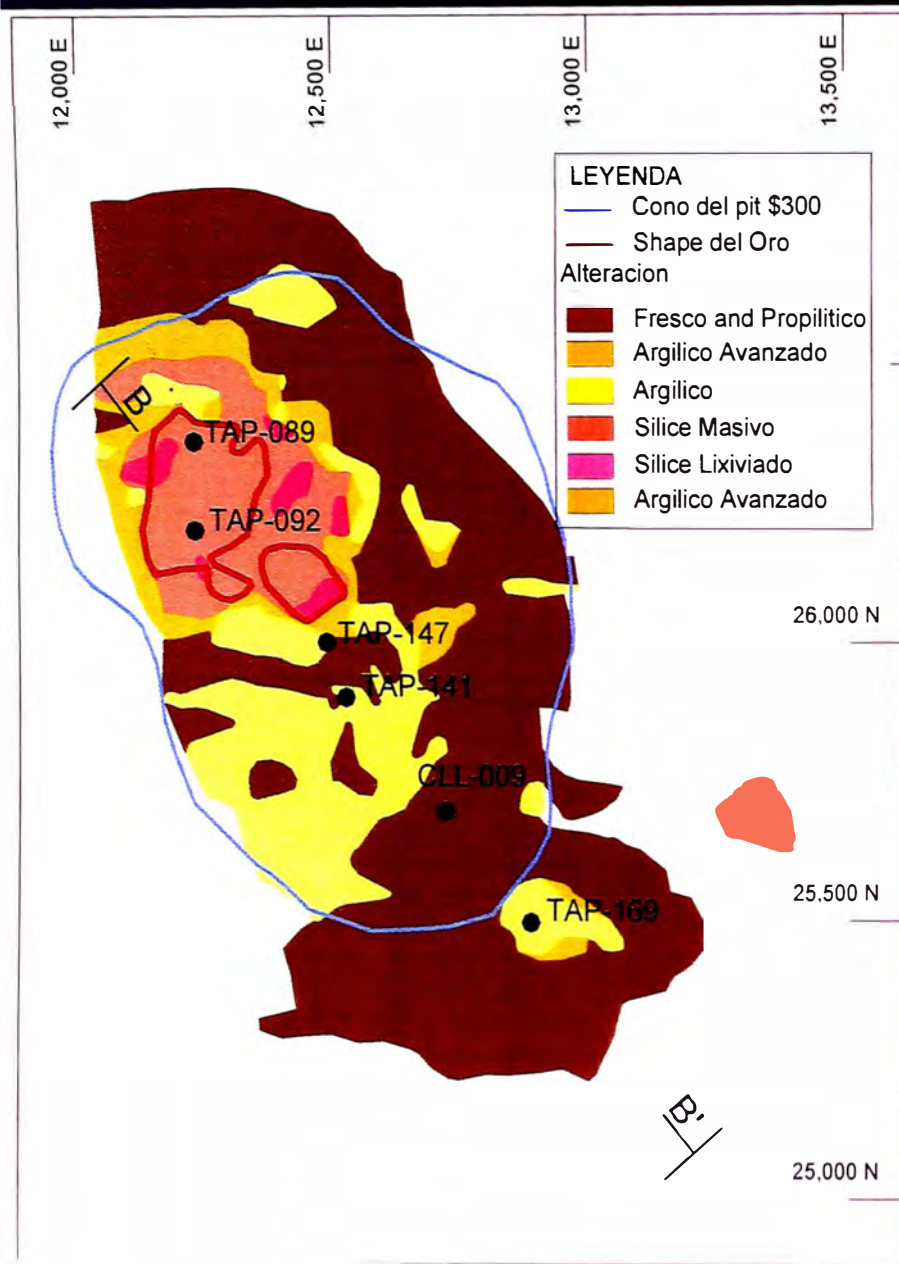 12,000 E
12,500 E
13,000 E
13,500 E
LEYENDA
Cono del pit $300
Shape del Oro
Alteracion
Fresco and Propilitico
Argilico Avanzado
Argilico
Silice Masivo
Silice Lixiviado
Argilico Avanzado
B
TAP-089
TAP-092
26,000 N
TAP-147
TAP-141
CLL-009
25,500 N
TAP-169
B'
25,000 N